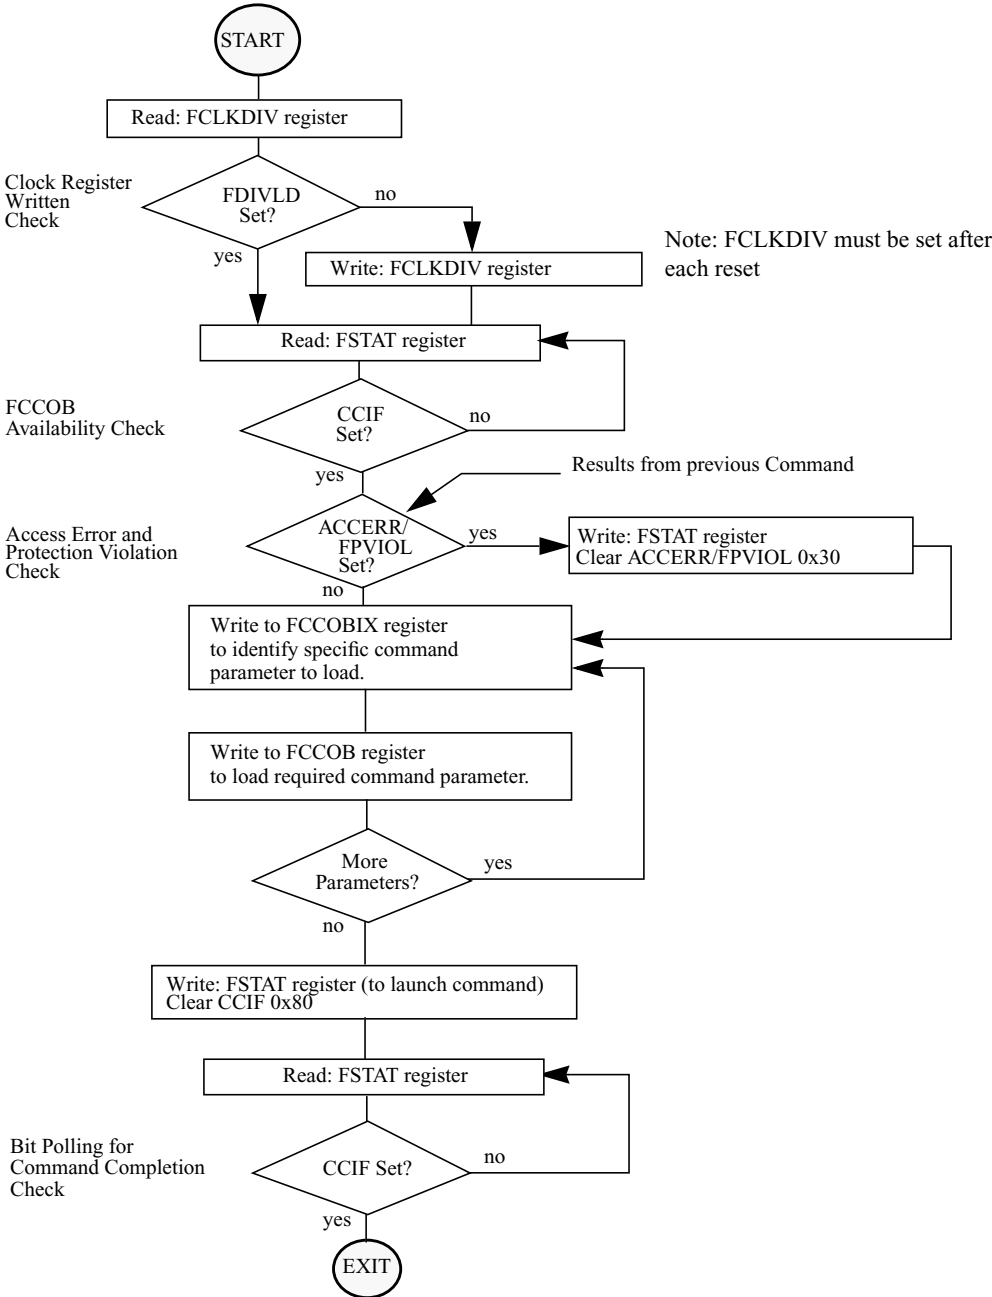 START
Read: FCLKDIV register
Clock Register
Written
Check
FDIVLD
Set?
no
yes
Write: FCLKDIV register
Note: FCLKDIV must be set after
each reset
Read: FSTAT register
FCCOB
Availability Check
CCIF
Set?
no
yes
Results from previous Command
Access Error and
Protection Violation
Check
ACCERR/
FPVIOL
Set?
yes
no
Write: FSTAT register
Clear ACCERR/FPVIOL 0x30
Write to FCCOBIX register
to identify specific command
parameter to load.
Write to FCCOB register
to load required command parameter.
More
Parameters?
yes
no
Write: FSTAT register (to launch command)
Clear CCIF 0x80
Read: FSTAT register
Bit Polling for
Command Completion
Check
CCIF Set?
no
yes
EXIT